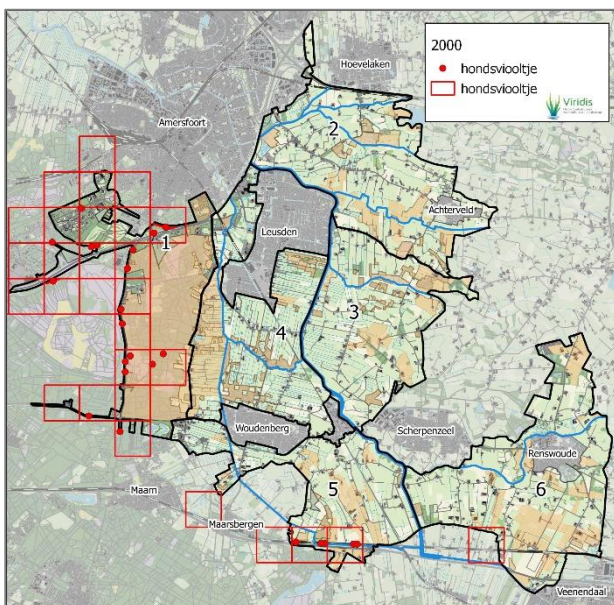 2000
hondsviooltje
hondsviooltje
Viridis
Hoevelaken
Amersfoort
2
Achterveld
1
Leusden
3
4
Woudenberg
Scherpenzeel
Renswoude
5
6
Maarn
Maarsbergen
Veenendaal